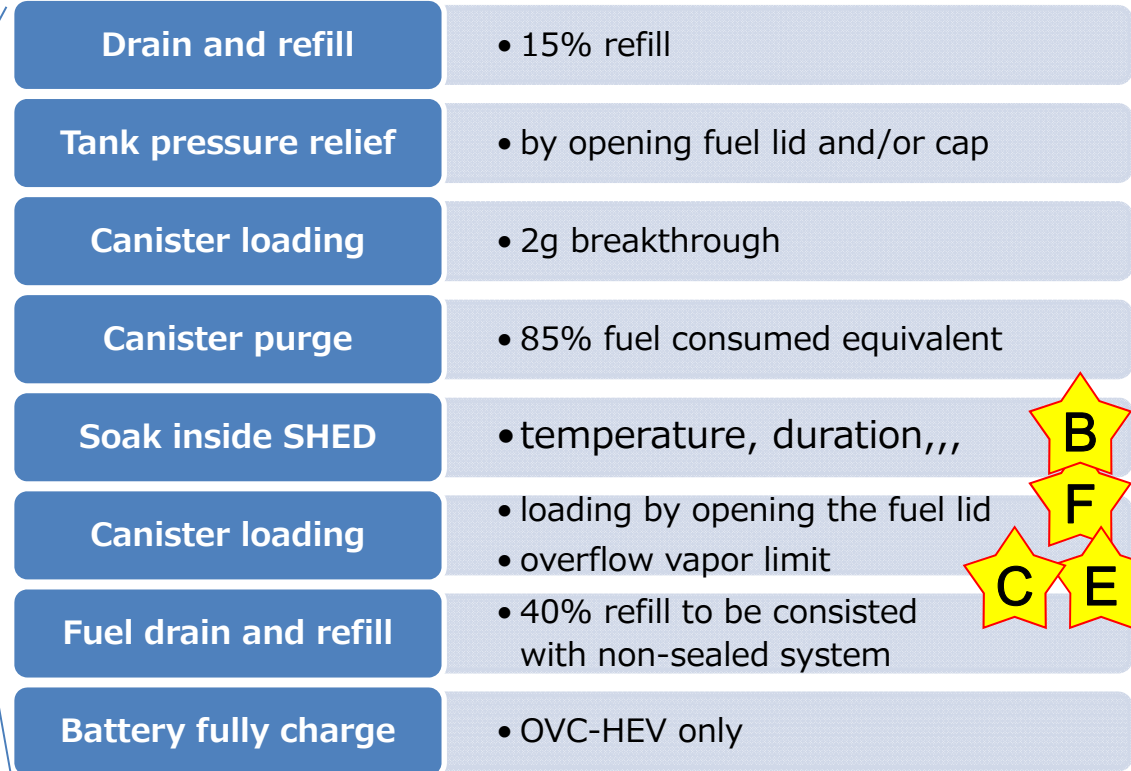 Drain and refill
• 15% refill
Tank pressure relief
• by opening fuel lid and/or cap
Canister loading
• 2g breakthrough
Canister purge
• 85% fuel consumed equivalent
Soak inside SHED
• temperature, duration,,,
B
Canister loading
• loading by opening the fuel lid
F
• overflow vapor limit
C
E
Fuel drain and refill
• 40% refill to be consisted
with non-sealed system
Battery fully charge
• OVC-HEV only